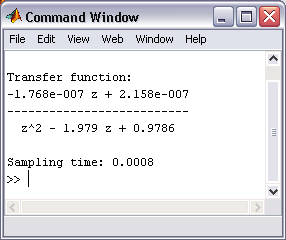 Command Window
File Edit View Web Window Help
Transfer function:
-1.768e-007 z + 2.158e-007
--------------------------
z^2 - 1.979 z + 0.9786
Sampling time: 0.0008
>>